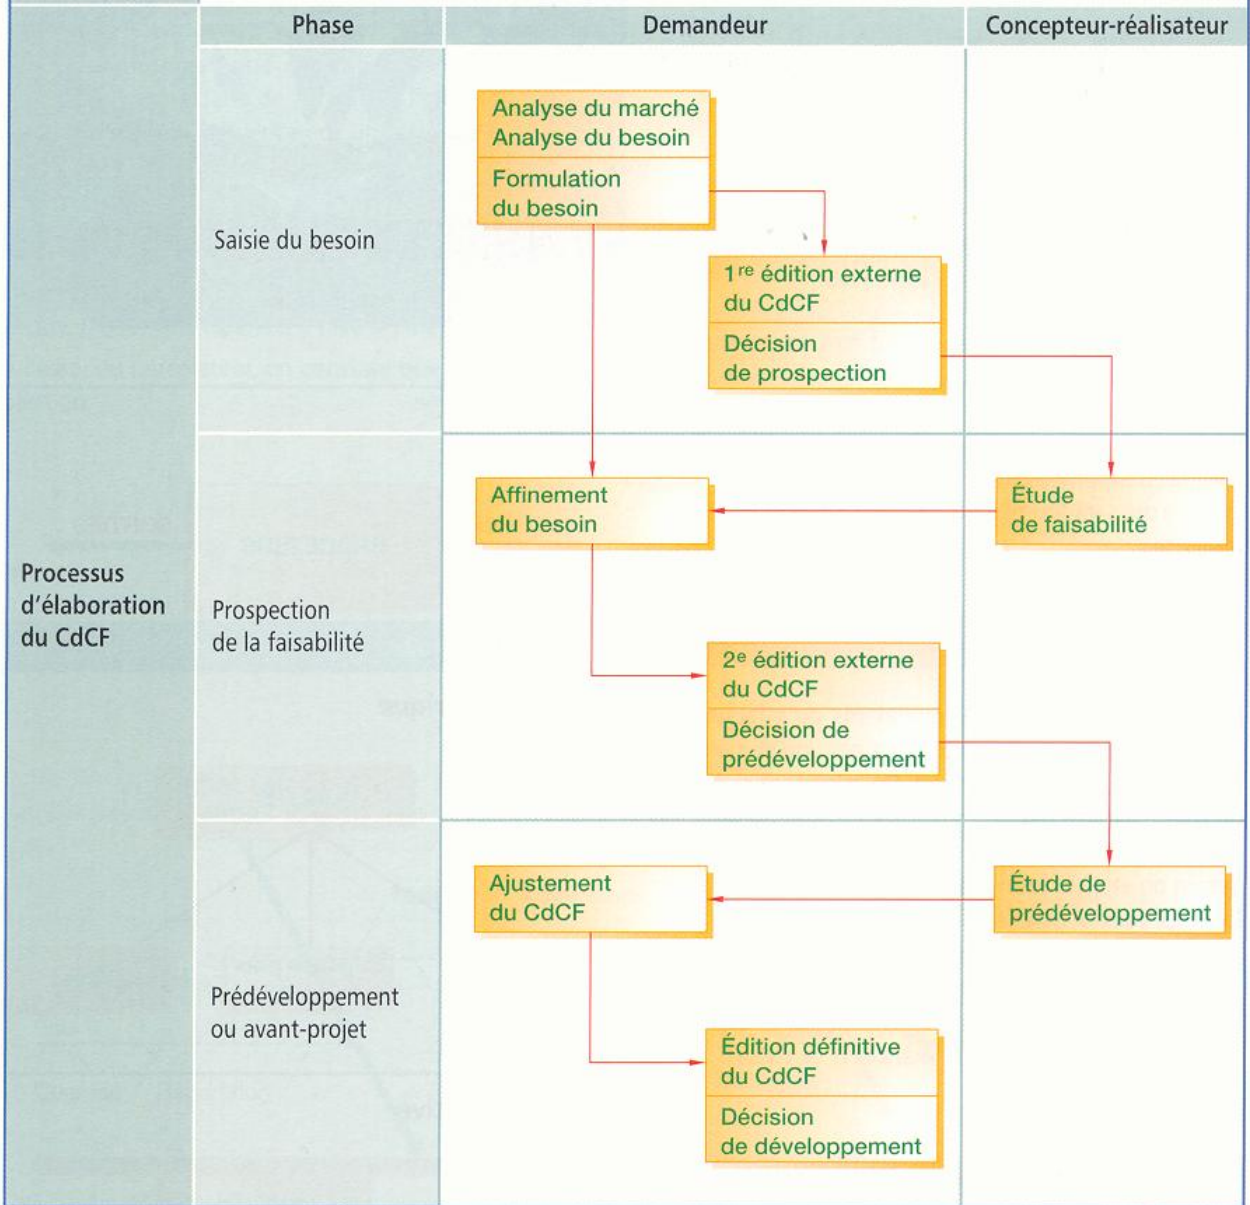 Phase
Demandeur
Concepteur-réalisateur
Processus
d'élaboration
du CdCF
Saisie du besoin
Analyse du marché
Analyse du besoin
Formulation
du besoin
1re édition externe
du CdCF
Décision
de prospection
Prospection
de la faisabilité
Affinement
du besoin
Étude
de faisabilité
2e édition externe
du CdCF
Décision de
prédéveloppement
Prédéveloppement
ou avant-projet
Ajustement
du CdCF
Étude de
prédéveloppement
Édition définitive
du CdCF
Décision
de développement